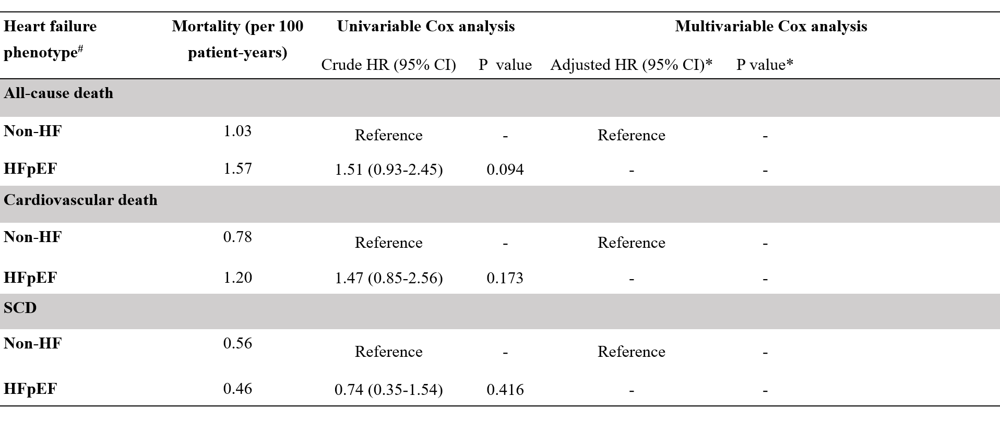 Heart failure phenotype# Mortality (per 100 patient-years) Univariable Cox analysis Multivariable Cox analysis
Crude HR (95% CI) P  value Adjusted HR (95% CI)* P value*
All-cause death
Non-HF 1.03 Reference - Reference -
HFpEF 1.57 1.51 (0.93-2.45) 0.094 - -
Cardiovascular death
Non-HF 0.78 Reference - Reference -
HFpEF 1.20 1.47 (0.85-2.56) 0.173 - -
SCD
Non-HF 0.56 Reference - Reference -
HFpEF 0.46 0.74 (0.35-1.54) 0.416 - -